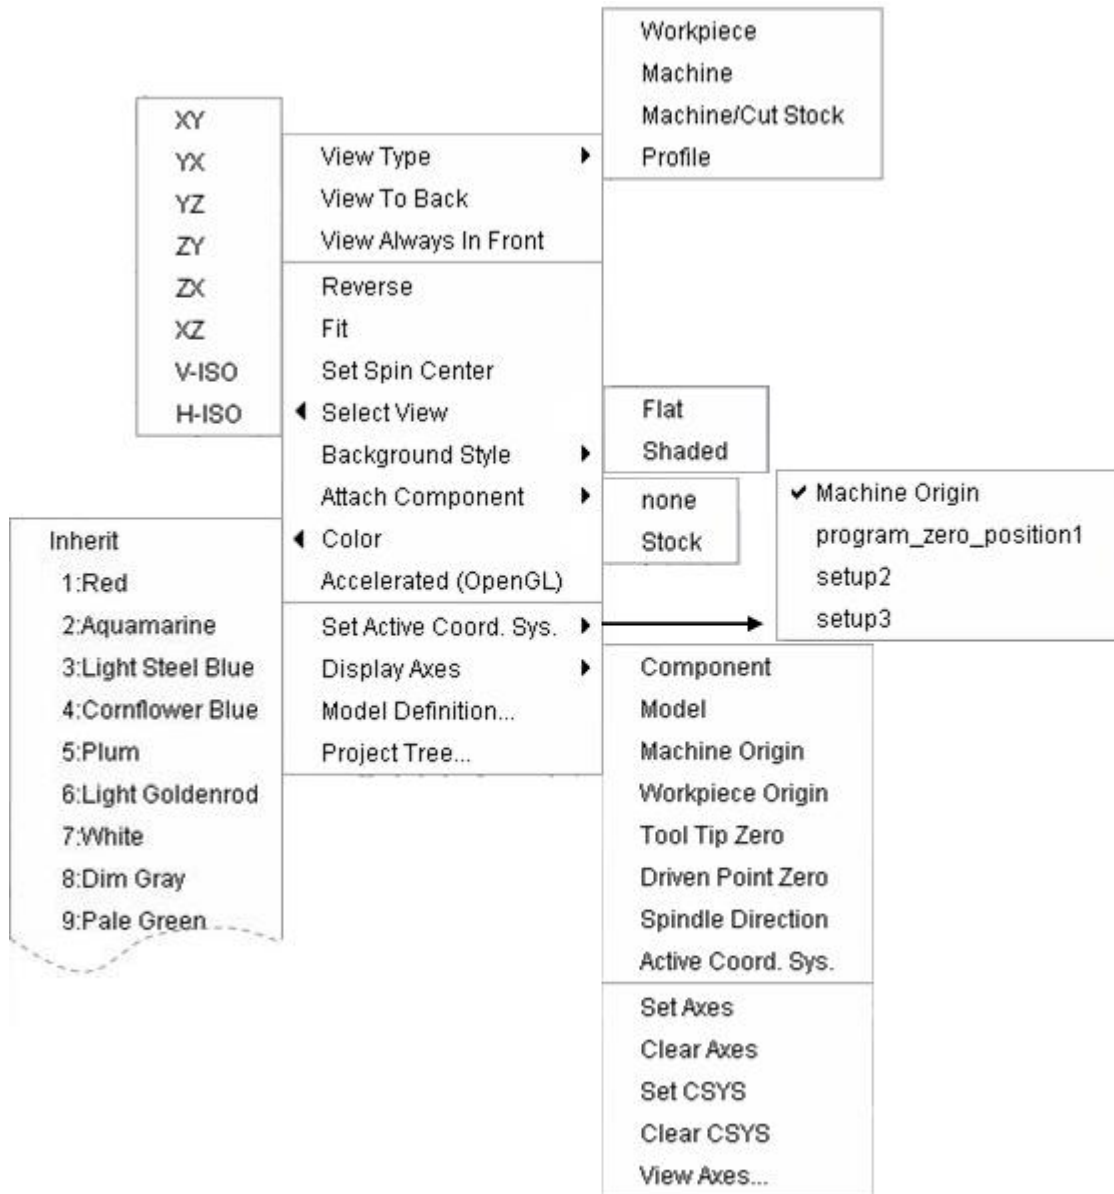 XY
YX
YZ
ZY
ZX
XZ
V-ISO
H-ISO
View Type
View To Back
View Always In Front
Reverse
Fit
Set Spin Center
Select View
Background Style
Attach Component
Color
Accelerated (OpenGL)
Set Active Coord. Sys.
Display Axes
Model Definition...
Project Tree...
Workpiece
Machine
Machine/Cut Stock
Profile
Flat
Shaded
none
Stock
Machine Origin
program_zero_position1
setup2
setup3
Inherit
1:Red
2:Aquamarine
3:Light Steel Blue
4:Cornflower Blue
5:Plum
6:Light Goldenrod
7:White
8:Dim Gray
9:Pale Green
Component
Model
Machine Origin
Workpiece Origin
Tool Tip Zero
Driven Point Zero
Spindle Direction
Active Coord. Sys.
Set Axes
Clear Axes
Set CSYS
Clear CSYS
View Axes...